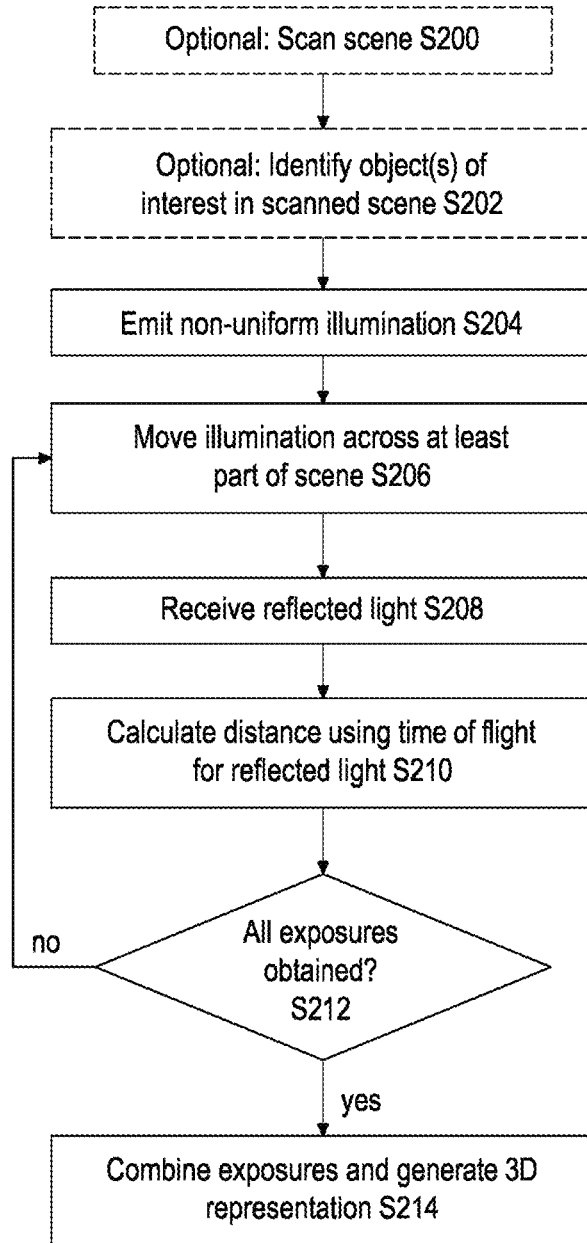 Optional: Scan scene S200
Optional: Identify object(s) of
interest in scanned scene S202
Emit non-uniform illumination S204
Move illumination across at least
part of scene S206
Receive reflected light S208
Calculate distance using time of flight
for reflected light S210
All exposures
obtained?
S212
no
yes
Combine exposures and generate 3D
representation S214